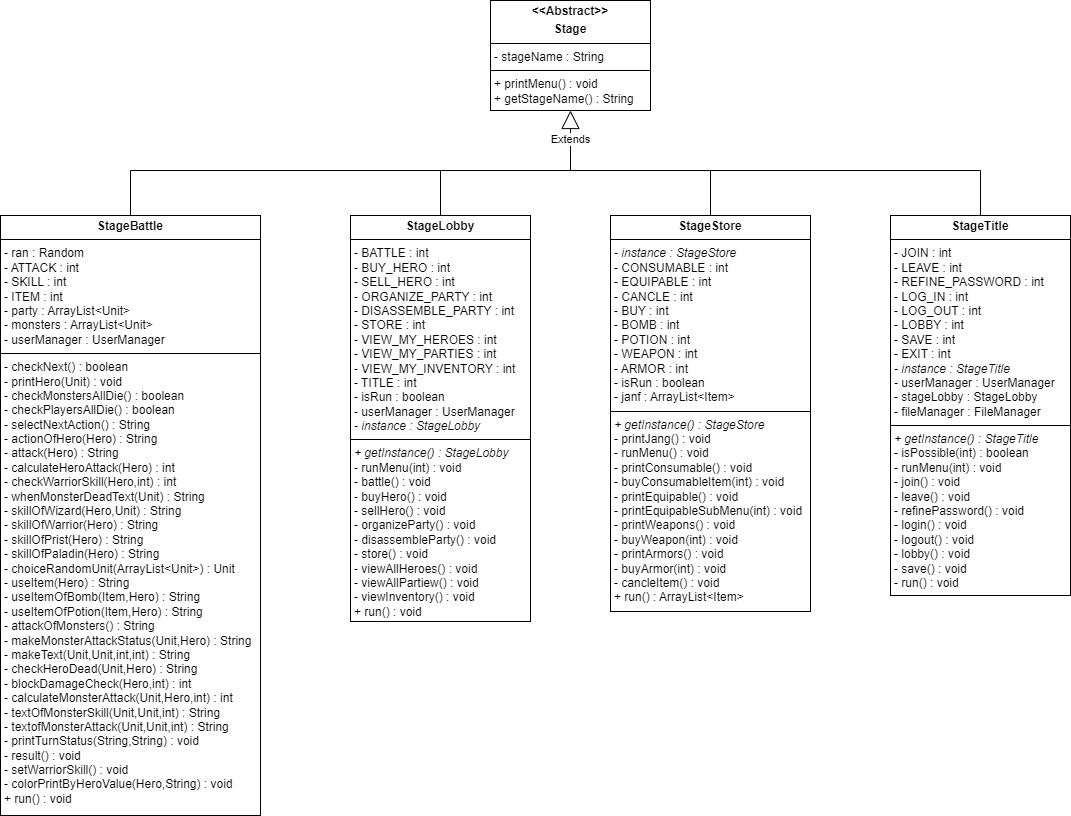 <<Abstract>>
Stage
- stageName : String
+ printMenu() : void
+ getStageName() : String
Extends
StageBattle
- ran : Random
- ATTACK : int
- SKILL : int
- ITEM : int
- party : ArrayList<Unit>
- monsters : ArrayList<Unit>
- userManager : UserManager
- checkNext() : boolean
- printHero(Unit) : void
- checkMonstersAllDie() : boolean
- checkPlayersAllDie() : boolean
- selectNextAction() : String
- actionOfHero(Hero) : String
- attack(Hero) : String
- calculateHeroAttack(Hero) : int
- checkWarriorSkill(Hero,int) : int
- whenMonsterDeadText(Unit) : String
- skillOfWizard(Hero,Unit) : String
- skillOfWarrior(Hero) : String
- skillOfPrist(Hero) : String
- skillOfPaladin(Hero) : String
- choiceRandomUnit(ArrayList<Unit>) : Unit
- useItem(Hero) : String
- useItemOfBomb(Item,Hero) : String
- useItemOfPotion(Item,Hero) : String
- attackOfMonsters() : String
- makeMonsterAttackStatus(Unit,Hero) : String
- makeText(Unit,Unit,int,int) : String
- checkHeroDead(Unit,Hero) : String
- blockDamageCheck(Hero,int) : int
- calculateMonsterAttack(Unit,Hero,int) : int
- textOfMonsterSkill(Unit,Unit,int) : String
- textofMonsterAttack(Unit,Unit,int) : String
- printTurnStatus(String,String) : void
- result() : void
- setWarriorSkill() : void
- colorPrintByHeroValue(Hero,String) : void
+ run() : void
StageLobby
- BATTLE : int
- BUY_HERO : int
- SELL_HERO : int
- ORGANIZE_PARTY : int
- DISASSEMBLE_PARTY : int
- STORE : int
- VIEW_MY_HEROES : int
- VIEW_MY_PARTIES : int
- VIEW_MY_INVENTORY : int
- TITLE : int
- isRun : boolean
- userManager : UserManager
- instance : StageLobby
+ getInstance() : StageLobby
- runMenu(int) : void
- battle() : void
- buyHero() : void
- sellHero() : void
- organizeParty() : void
- disassembleParty() : void
- store() : void
- viewAllHeroes() : void
- viewAllPartiew() : void
- viewInventory() : void
+ run() : void
StageStore
- instance : StageStore
- CONSUMABLE : int
- EQUIPABLE : int
- CANCLE : int
- BUY : int
- BOMB : int
- POTION : int
- WEAPON : int
- ARMOR : int
- isRun : boolean
- janf : ArrayList<Item>
+ getInstance() : StageStore
- printJang() : void
- runMenu() : void
- printConsumable() : void
- buyConsumableItem(int) : void
- printEquipable() : void
- printEquipableSubMenu(int) : void
- printWeapons() : void
- buyWeapon(int) : void
- printArmors() : void
- buyArmor(int) : void
- cancleItem() : void
+ run() : ArrayList<Item>
StageTitle
- JOIN : int
- LEAVE : int
- REFINE_PASSWORD : int
- LOG_IN : int
- LOG_OUT : int
- LOBBY : int
- SAVE : int
- EXIT : int
- instance : StageTitle
- userManager : UserManager
- stageLobby : StageLobby
- fileManager : FileManager
+ getInstance() : StageTitle
- isPossible(int) : boolean
- runMenu(int) : void
- join() : void
- leave() : void
- refinePassword() : void
- login() : void
- logout() : void
- lobby() : void
- save() : void
- run() : void